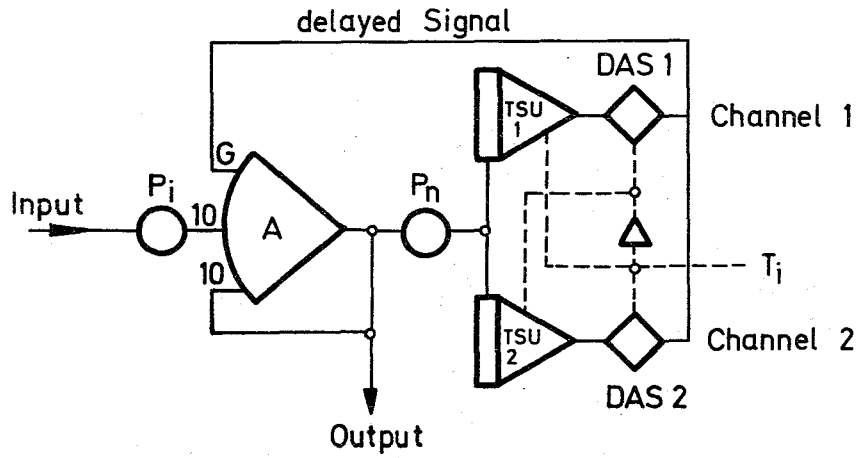 delayed Signal
DAS 1
TSU
1
Channel 1
G
Pi
Pn
Input
10
A
10
Ti
TSU
2
Channel 2
DAS 2
Output